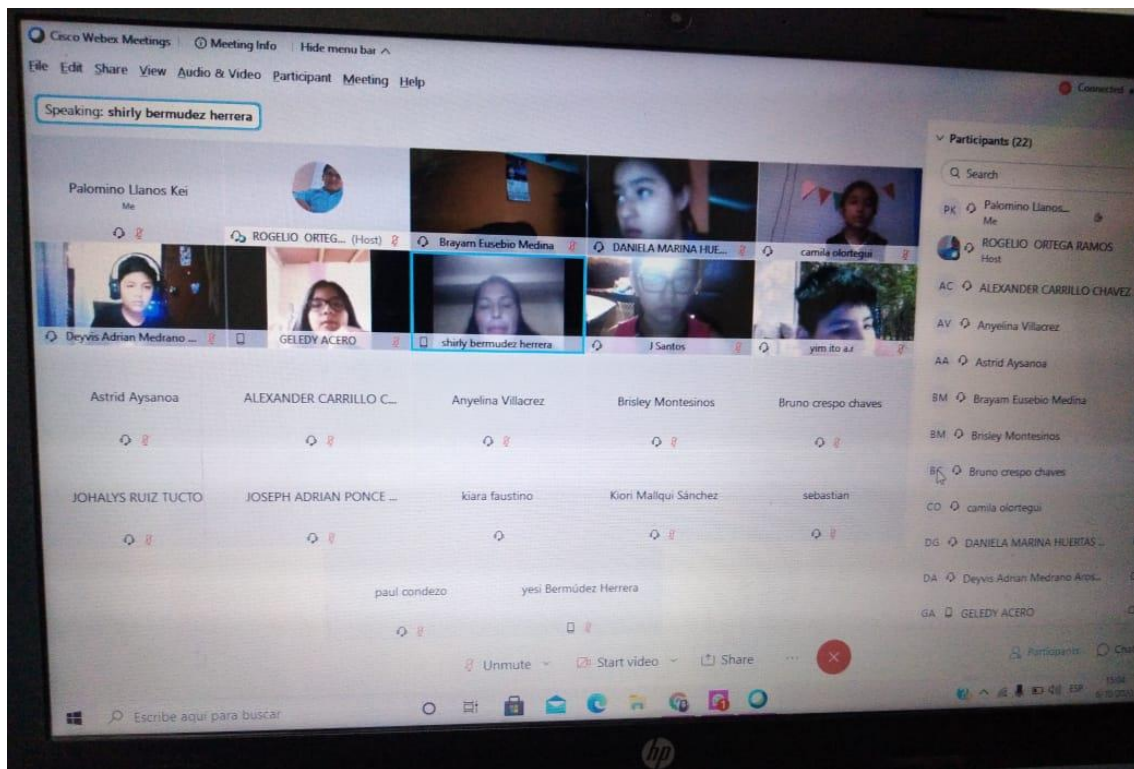 Cisco Webex Meetings Meeting Info Hide menu bar
File Edit Share View Audio & Video Participant Meeting Help
Connected
Speaking: shirly bermudez herrera
Palomino Llanos Kei
Me
ROGELIO ORTEG... (Host)
Brayam Eusebio Medina
DANIELA MARINA HUE...
camila olortegui
Deyvis Adrian Medrano ...
GELEDY ACERO
shirly bermudez herrera
J Santos
yim ito a.r
Astrid Aysanoa
ALEXANDER CARRILLO C...
Anyelina Villacrez
Brisley Montesinos
Bruno crespo chaves
JOHALYS RUIZ TUCTO
JOSEPH ADRIAN PONCE ...
kiara faustino
Kiori Mallqui Sánchez
sebastian
paul condezo
yesi Bermúdez Herrera
Unmute Start video Share ...
Participants (22)
Search
PK Palomino Llanos...
Me
ROGELIO ORTEGA RAMOS
Host
AC ALEXANDER CARRILLO CHAVEZ
AV Anyelina Villacrez
AA Astrid Aysanoa
BM Brayam Eusebio Medina
BM Brisley Montesinos
Bruno crespo chaves
CO camila olortegui
DG DANIELA MARINA HUERTAS ...
DA Deyvis Adrian Medrano Aros...
GA GELEDY ACERO
Participants
Escribe aquí para buscar
ESP
hp